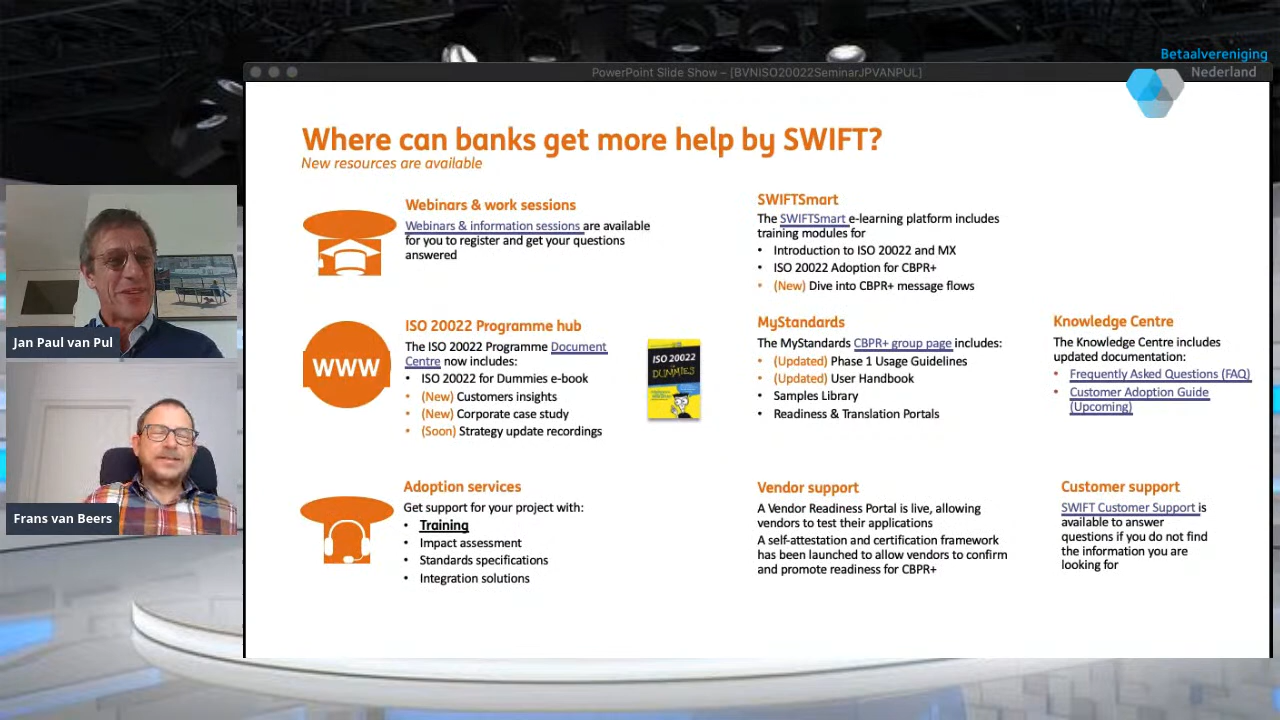 Betaalvereniging
Nederland
PowerPoint Slide Show – [BVNISO20022SeminarJPVANPUL]
Where can banks get more help by SWIFT?
New resources are available
Webinars & work sessions
Webinars & information sessions are available
for you to register and get your questions
answered
SWIFTSmart
The SWIFTSmart e-learning platform includes
training modules for
• Introduction to ISO 20022 and MX
• ISO 20022 Adoption for CBPR+
• (New) Dive into CBPR+ message flows
WWW
ISO 20022 Programme hub
The ISO 20022 Programme Document
Centre now includes:
• ISO 20022 for Dummies e-book
• (New) Customers insights
• (New) Corporate case study
• (Soon) Strategy update recordings
ISO 20022
DUMMIES
MyStandards
The MyStandards CBPR+ group page includes:
• (Updated) Phase 1 Usage Guidelines
• (Updated) User Handbook
• Samples Library
• Readiness & Translation Portals
Knowledge Centre
The Knowledge Centre includes
updated documentation:
• Frequently Asked Questions (FAQ)
• Customer Adoption Guide
(Upcoming)
Adoption services
Get support for your project with:
• Training
• Impact assessment
• Standards specifications
• Integration solutions
Vendor support
A Vendor Readiness Portal is live, allowing
vendors to test their applications
A self-attestation and certification framework
has been launched to allow vendors to confirm
and promote readiness for CBPR+
Customer support
SWIFT Customer Support is
available to answer
questions if you do not find
the information you are
looking for
Jan Paul van Pul
Frans van Beers